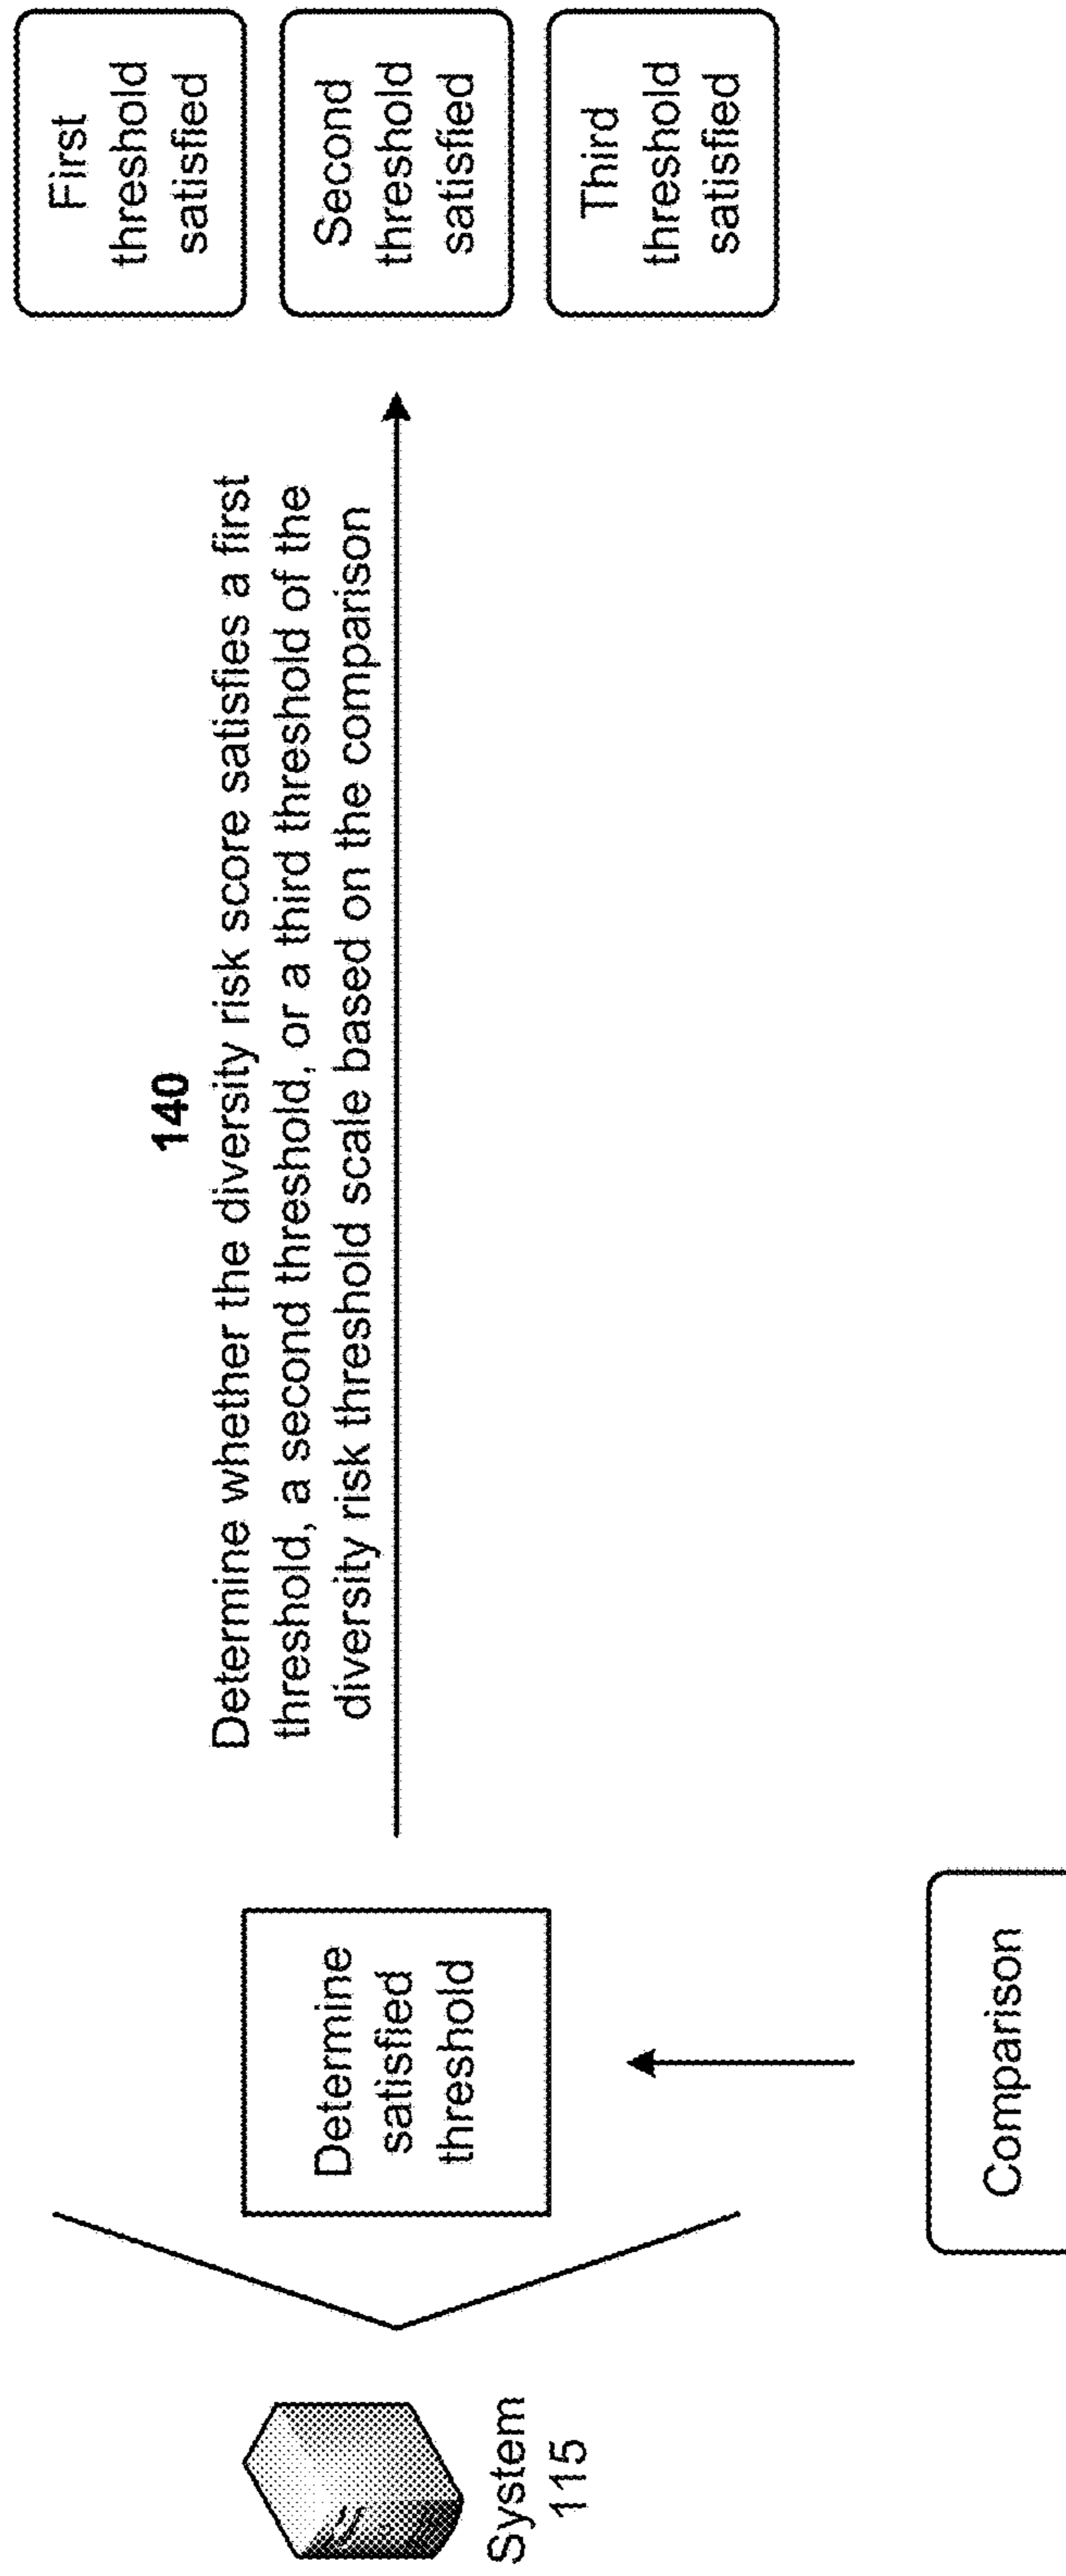 140
Determine whether the diversity risk score satisfies a first
threshold, a second threshold, or a third threshold of the
diversity risk threshold scale based on the comparison
System
115
Determine
satisfied
threshold
Comparison
First
threshold
satisfied
Second
threshold
satisfied
Third
threshold
satisfied